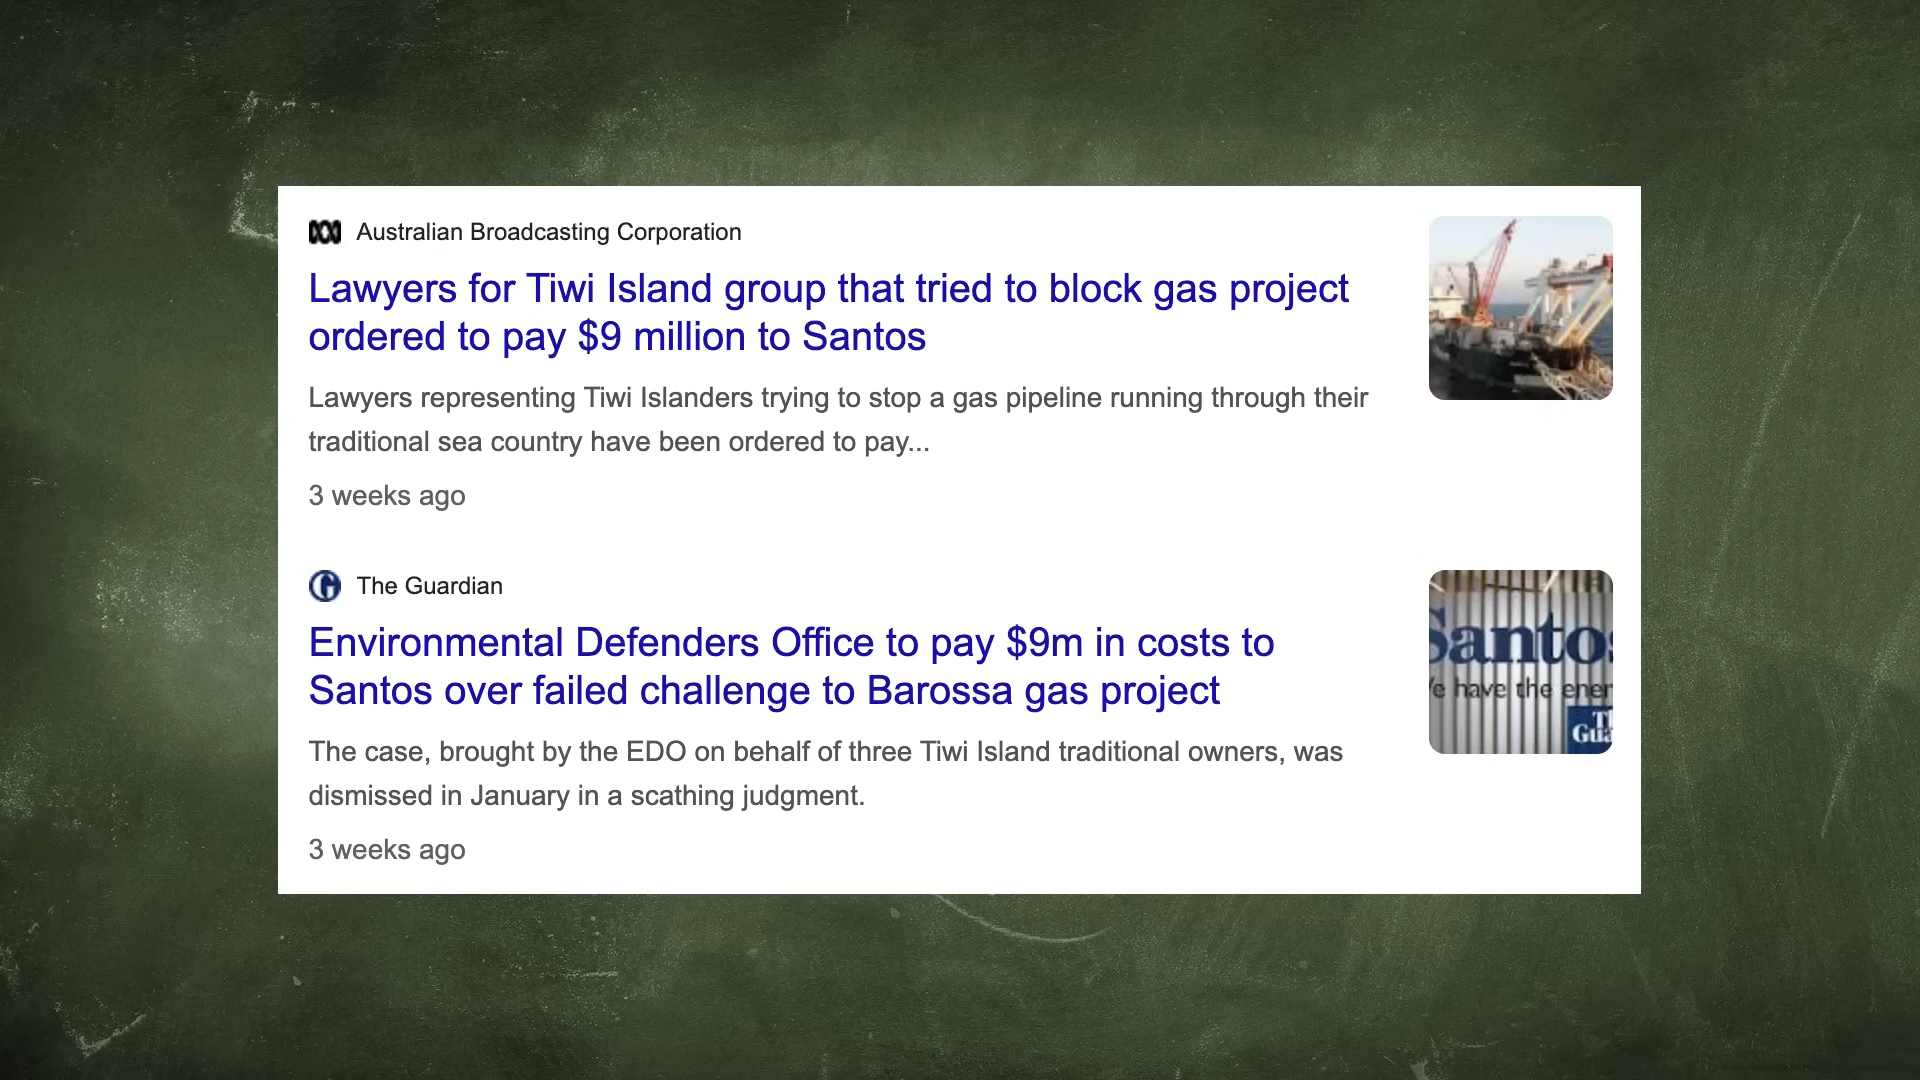 Australian Broadcasting Corporation
Lawyers for Tiwi Island group that tried to block gas project
ordered to pay $9 million to Santos
Lawyers representing Tiwi Islanders trying to stop a gas pipeline running through their
traditional sea country have been ordered to pay...
3 weeks ago
The Guardian
Environmental Defenders Office to pay $9m in costs to
Santos over failed challenge to Barossa gas project
The case, brought by the EDO on behalf of three Tiwi Island traditional owners, was
dismissed in January in a scathing judgment.
3 weeks ago
Santos
have the